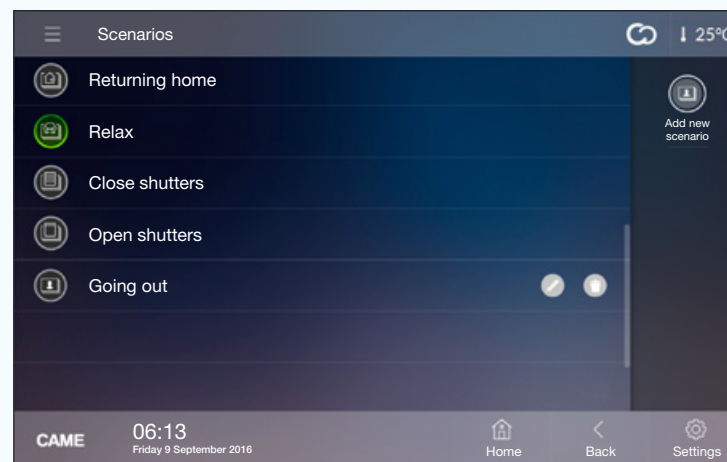 Scenarios
25°C
Returning home
Add new
scenario
Relax
Close shutters
Open shutters
Going out
CAME
06:13
Friday 9 September 2016
Home
Back
Settings